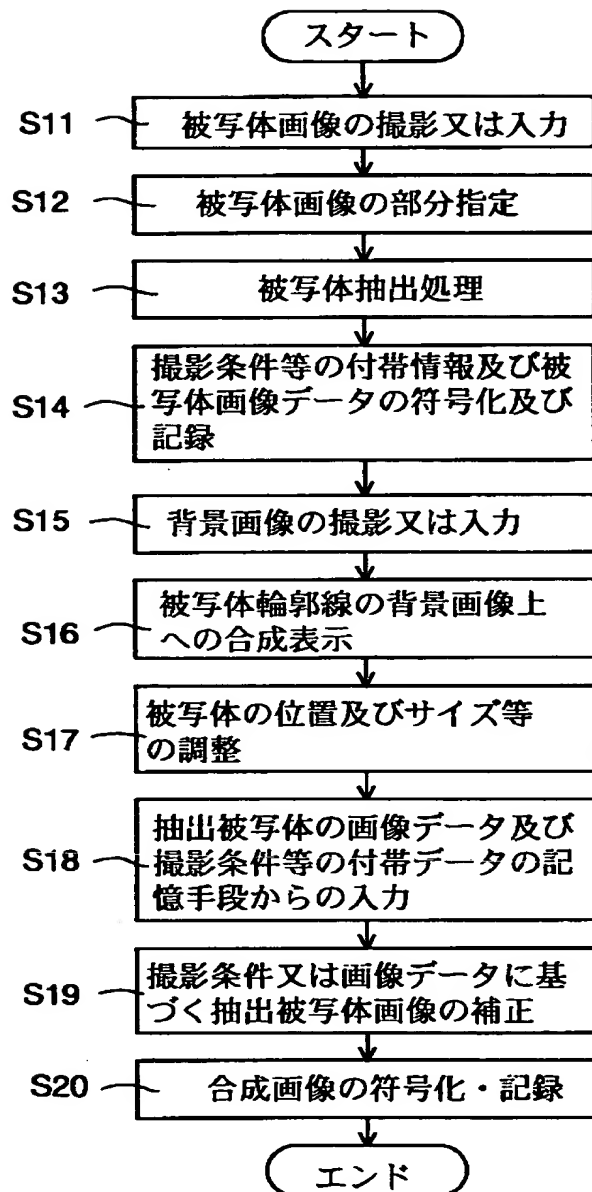 スタート
S11 被写体画像の撮影又は入力
S12 被写体画像の部分指定
S13 被写体抽出処理
撮影条件等の付帯情報及び被
S14 写体画像データの符号化及び
記録
S15 背景画像の撮影又は入力
被写体輪郭線の背景画像上
S16 への合成表示
被写体の位置及びサイズ等
S17 の調整
抽出被写体の画像データ及び
S18 撮影条件等の付帯データの記
憶手段からの入力
撮影条件又は画像データに基
S19 づく抽出被写体画像の補正
S20 合成画像の符号化・記録
エンド